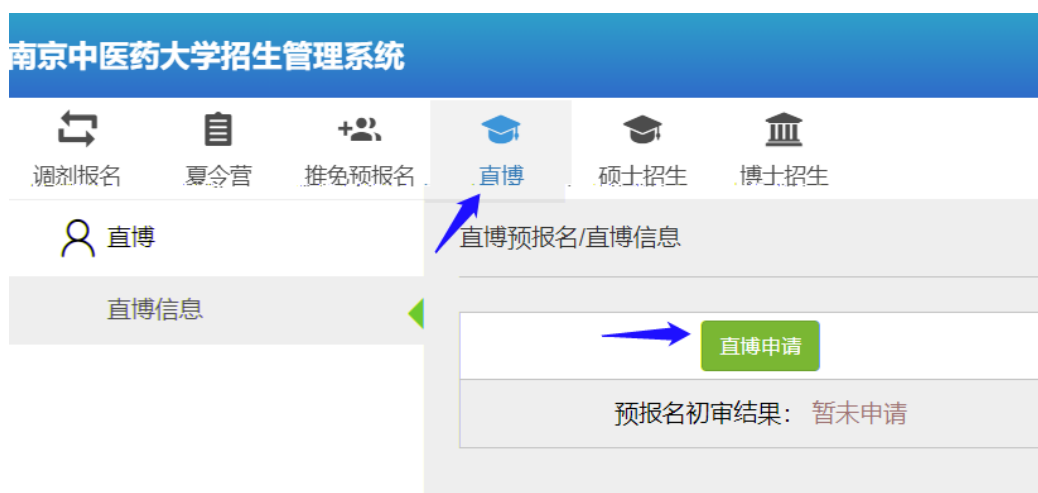 南京中医药大学招生管理系统
调剂报名 夏令营 推免预报名 直博 硕士招生 博士招生
直博 直博预报名/直博信息
直博信息
直博申请
预报名初审结果： 暂未申请